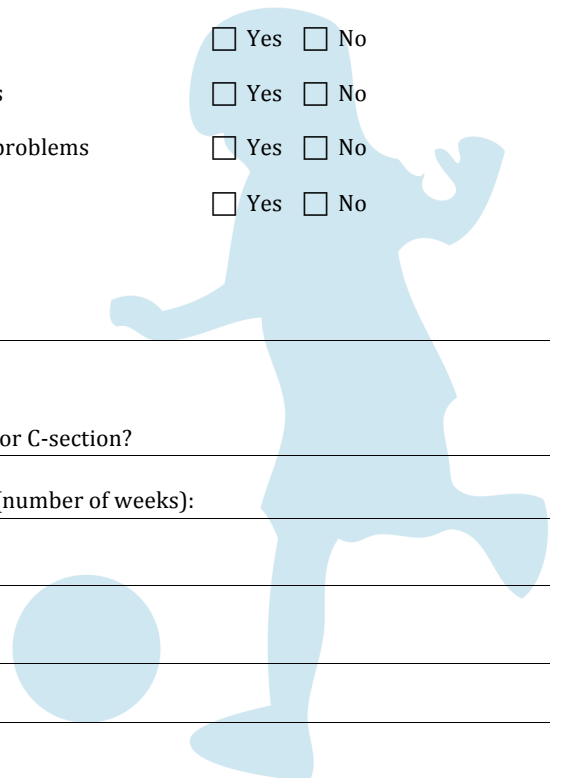 ☐ Yes ☐ No
s ☐ Yes ☐ No
problems ☐ Yes ☐ No
☐ Yes ☐ No
or C-section?
(number of weeks):